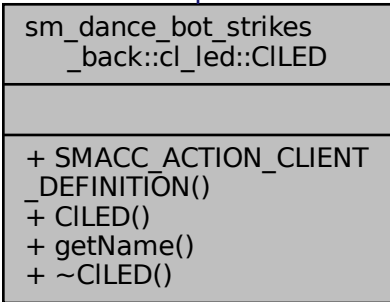 sm_dance_bot_strikes
_back::cl_led::ClLED
+ SMACC_ACTION_CLIENT
_DEFINITION()
+ ClLED()
+ getName()
+ ~ClLED()